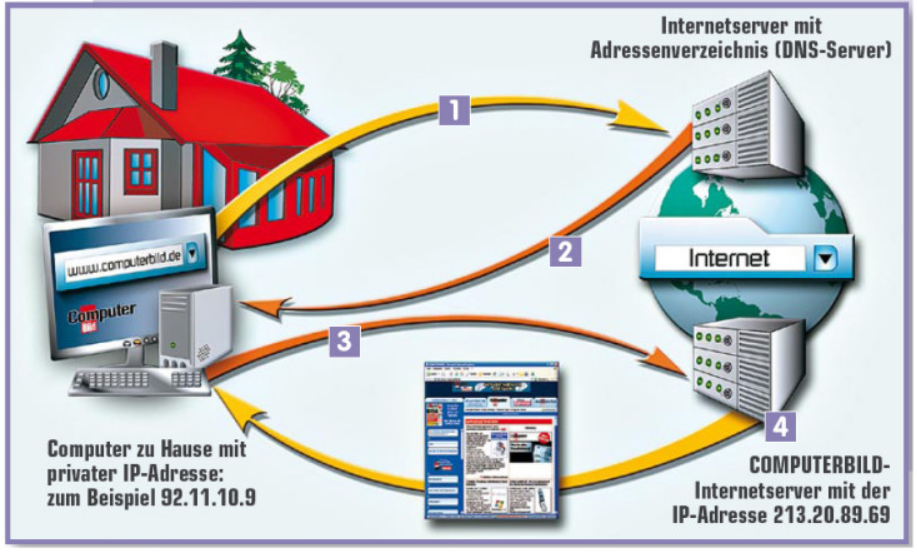 Internetserver mit
Adressenverzeichnis (DNS-Server)
1
2
www.computerbild.de
Internet
Computer
Bild
3
4
Computer zu Hause mit
privater IP-Adresse:
zum Beispiel 92.11.10.9
COMPUTERBILD-
Internetserver mit der
IP-Adresse 213.20.89.69